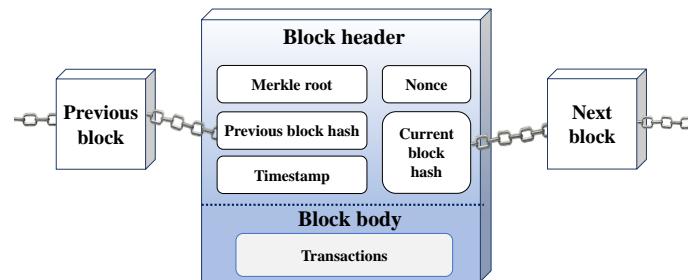 Block header
Merkle root
Nonce
Previous
block
Previous block hash
Current
block
hash
Next
block
Timestamp
Block body
Transactions